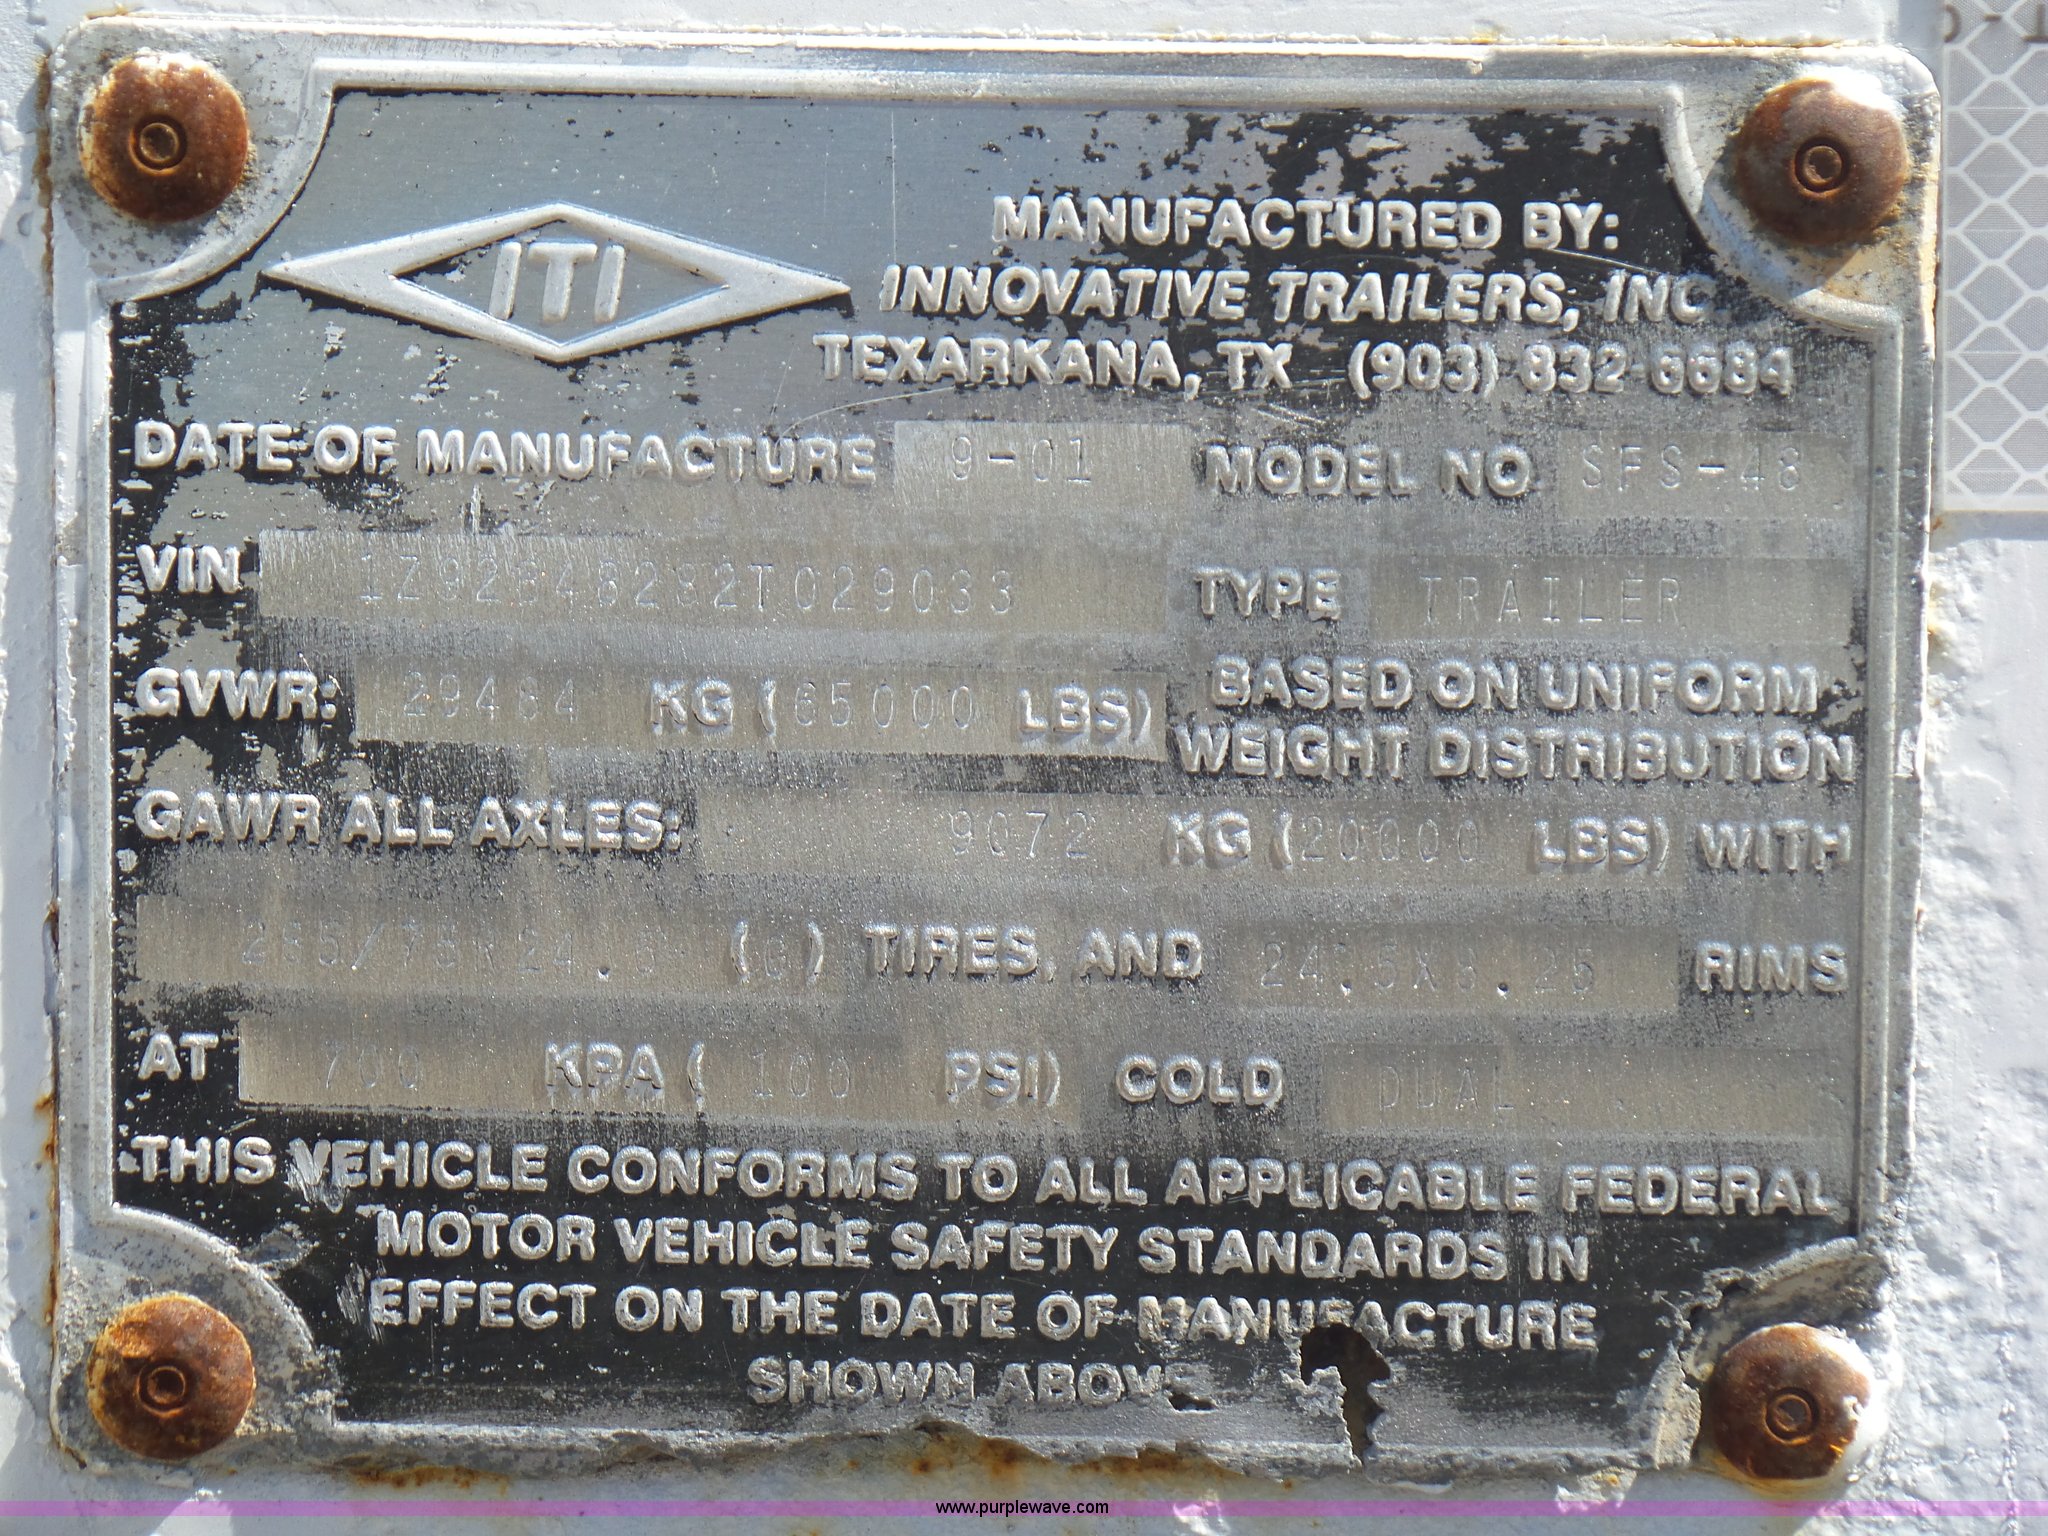 ITI
MANUFACTURED BY:
INNOVATIVE TRAILERS, INC
TEXARKANA, TX (903) 832-6684
DATE OF MANUFACTURE 9-01 MODEL NO SFS-48
VIN TYPE TRAILER
GVWR: 29484 KG (65000 LBS) BASED ON UNIFORM
WEIGHT DISTRIBUTION
GAWR ALL AXLES: 9072 KG (20000 LBS) WITH
(G) TIRES, AND 24.5X8.25 RIMS
AT 700 KPA ( 100 PSI) COLD DUAL
THIS VEHICLE CONFORMS TO ALL APPLICABLE FEDERAL
MOTOR VEHICLE SAFETY STANDARDS IN
EFFECT ON THE DATE OF MANUFACTURE
SHOWN ABOVE
www.purplewave.com